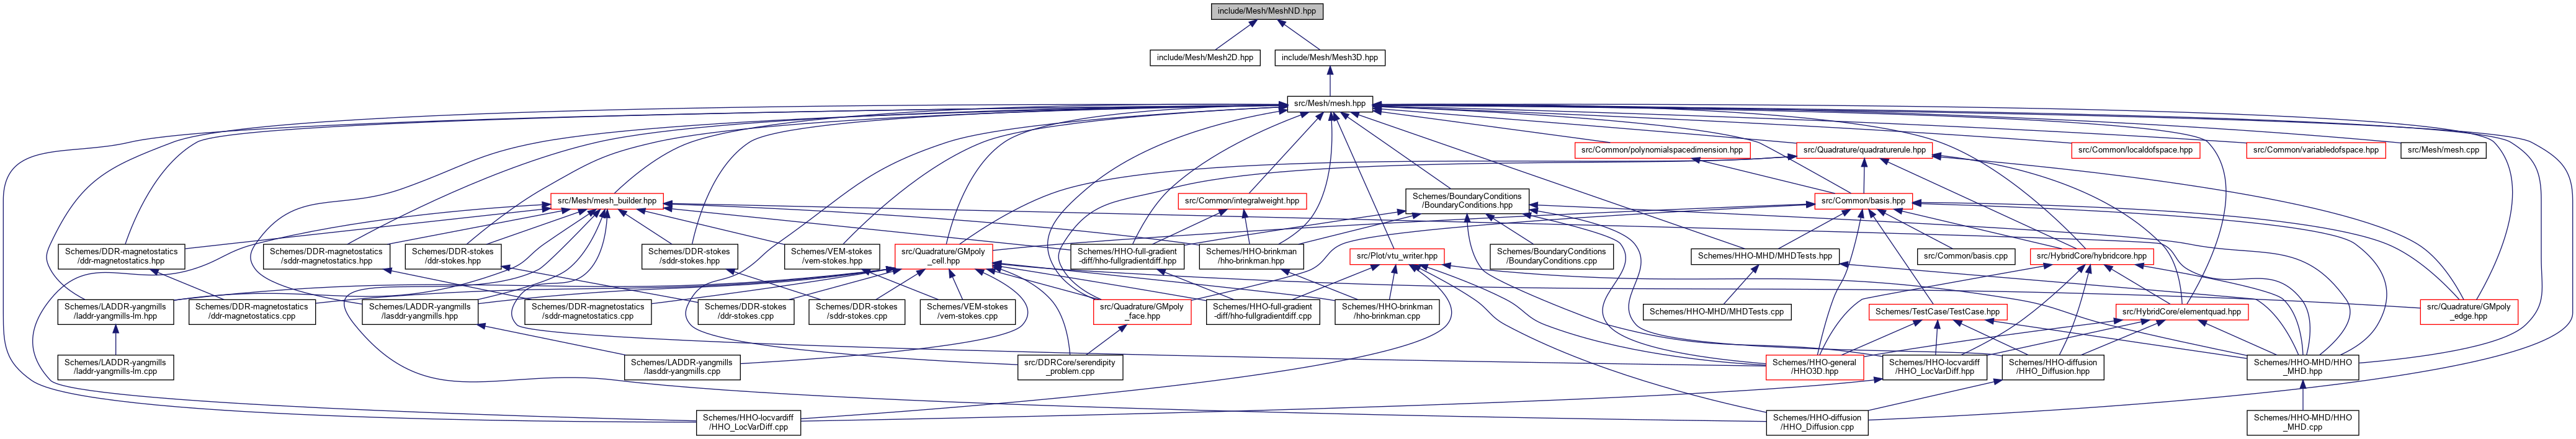 include/Mesh/MeshND.hpp
include/Mesh/Mesh2D.hpp
include/Mesh/Mesh3D.hpp
src/Mesh/mesh.hpp
src/Common/polynomialspacedimension.hpp
src/Quadrature/quadraturerule.hpp
src/Common/localdofspace.hpp
src/Common/variabledofspace.hpp
src/Mesh/mesh.cpp
src/Mesh/mesh_builder.hpp
src/Common/integralweight.hpp
Schemes/BoundaryConditions
/BoundaryConditions.hpp
src/Common/basis.hpp
Schemes/DDR-magnetostatics
/ddr-magnetostatics.hpp
Schemes/DDR-magnetostatics
/sddr-magnetostatics.hpp
Schemes/DDR-stokes
/ddr-stokes.hpp
Schemes/DDR-stokes
/sddr-stokes.hpp
Schemes/VEM-stokes
/vem-stokes.hpp
src/Quadrature/GMpoly
_cell.hpp
Schemes/HHO-full-gradient
-diff/hho-fullgradientdiff.hpp
Schemes/HHO-brinkman
/hho-brinkman.hpp
src/Plot/vtu_writer.hpp
Schemes/BoundaryConditions
/BoundaryConditions.cpp
Schemes/HHO-MHD/MHDTests.hpp
src/Common/basis.cpp
src/HybridCore/hybridcore.hpp
Schemes/LADDR-yangmills
/laddr-yangmills-lm.hpp
Schemes/DDR-magnetostatics
/ddr-magnetostatics.cpp
Schemes/LADDR-yangmills
/lasddr-yangmills.hpp
Schemes/DDR-magnetostatics
/sddr-magnetostatics.cpp
Schemes/DDR-stokes
/ddr-stokes.cpp
Schemes/DDR-stokes
/sddr-stokes.cpp
Schemes/VEM-stokes
/vem-stokes.cpp
src/Quadrature/GMpoly
_face.hpp
Schemes/HHO-full-gradient
-diff/hho-fullgradientdiff.cpp
Schemes/HHO-brinkman
/hho-brinkman.cpp
Schemes/HHO-MHD/MHDTests.cpp
Schemes/TestCase/TestCase.hpp
src/HybridCore/elementquad.hpp
src/Quadrature/GMpoly
_edge.hpp
Schemes/LADDR-yangmills
/laddr-yangmills-lm.cpp
Schemes/LADDR-yangmills
/lasddr-yangmills.cpp
src/DDRCore/serendipity
_problem.cpp
Schemes/HHO-general
/HHO3D.hpp
Schemes/HHO-locvardiff
/HHO_LocVarDiff.hpp
Schemes/HHO-diffusion
/HHO_Diffusion.hpp
Schemes/HHO-MHD/HHO
_MHD.hpp
Schemes/HHO-locvardiff
/HHO_LocVarDiff.cpp
Schemes/HHO-diffusion
/HHO_Diffusion.cpp
Schemes/HHO-MHD/HHO
_MHD.cpp